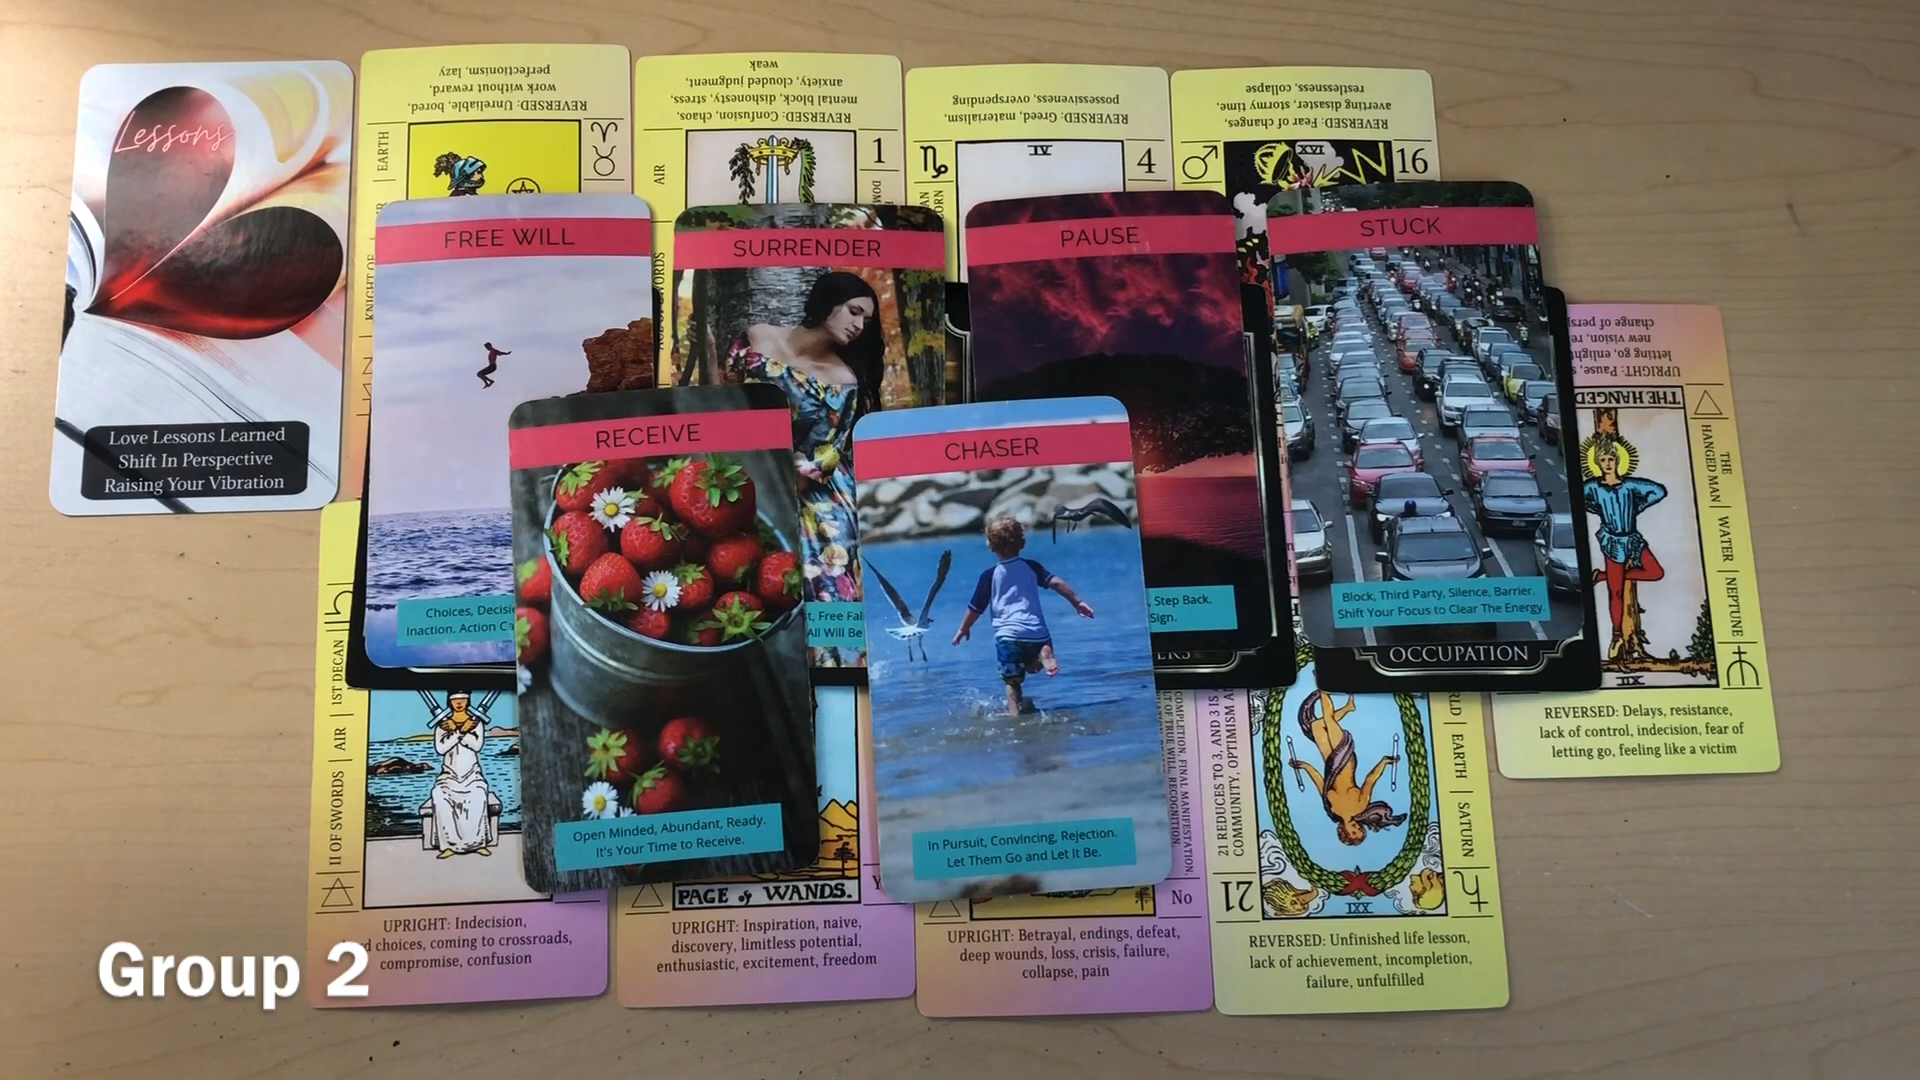 Lessons
Love Lessons Learned
Shift In Perspective
Raising Your Vibration
REVERSED: Unreliable, bored,
work without reward,
perfectionism, lazy
EARTH
KNIGHT OF
REVERSED: Confusion, chaos,
mental block, dishonesty, stress,
anxiety, clouded judgment,
weak
AIR
1
REVERSED: Greed, materialism,
possessiveness, overspending
IV
4
REVERSED: Fear of changes,
averting disaster, stormy time,
restlessness, collapse
XVI
16
FREE WILL
Choices,
Inaction. Action
SURRENDER
Free
All Will Be
PAUSE
Step Back.
Sign.
STUCK
Block, Third Party, Silence, Barrier.
Shift Your Focus to Clear The Energy.
OCCUPATION
RECEIVE
Open Minded, Abundant, Ready.
It's Your Time to Receive.
CHASER
In Pursuit, Convincing, Rejection.
Let Them Go and Let It Be.
UPRIGHT: Pause,
letting go,
new vision,
change of
THE HANGED
THE
HANGED MAN | WATER | NEPTUNE
XII
REVERSED: Delays, resistance,
lack of control, indecision, fear of
letting go, feeling like a victim
II OF SWORDS | AIR | 1ST DECAN
UPRIGHT: Indecision,
choices, coming to crossroads,
compromise, confusion
PAGE of WANDS.
UPRIGHT: Inspiration, naive,
discovery, limitless potential,
enthusiastic, excitement, freedom
COMPLETION, FINAL MANIFESTATION,
OF TRUE WILL, RECOGNITION,
No
UPRIGHT: Betrayal, endings, defeat,
deep wounds, loss, crisis, failure,
collapse, pain
21 REDUCES TO 3, AND 3 IS
COMMUNITY, OPTIMISM
EARTH | SATURN
21
XXI
REVERSED: Unfinished life lesson,
lack of achievement, incompletion,
failure, unfulfilled
Group 2